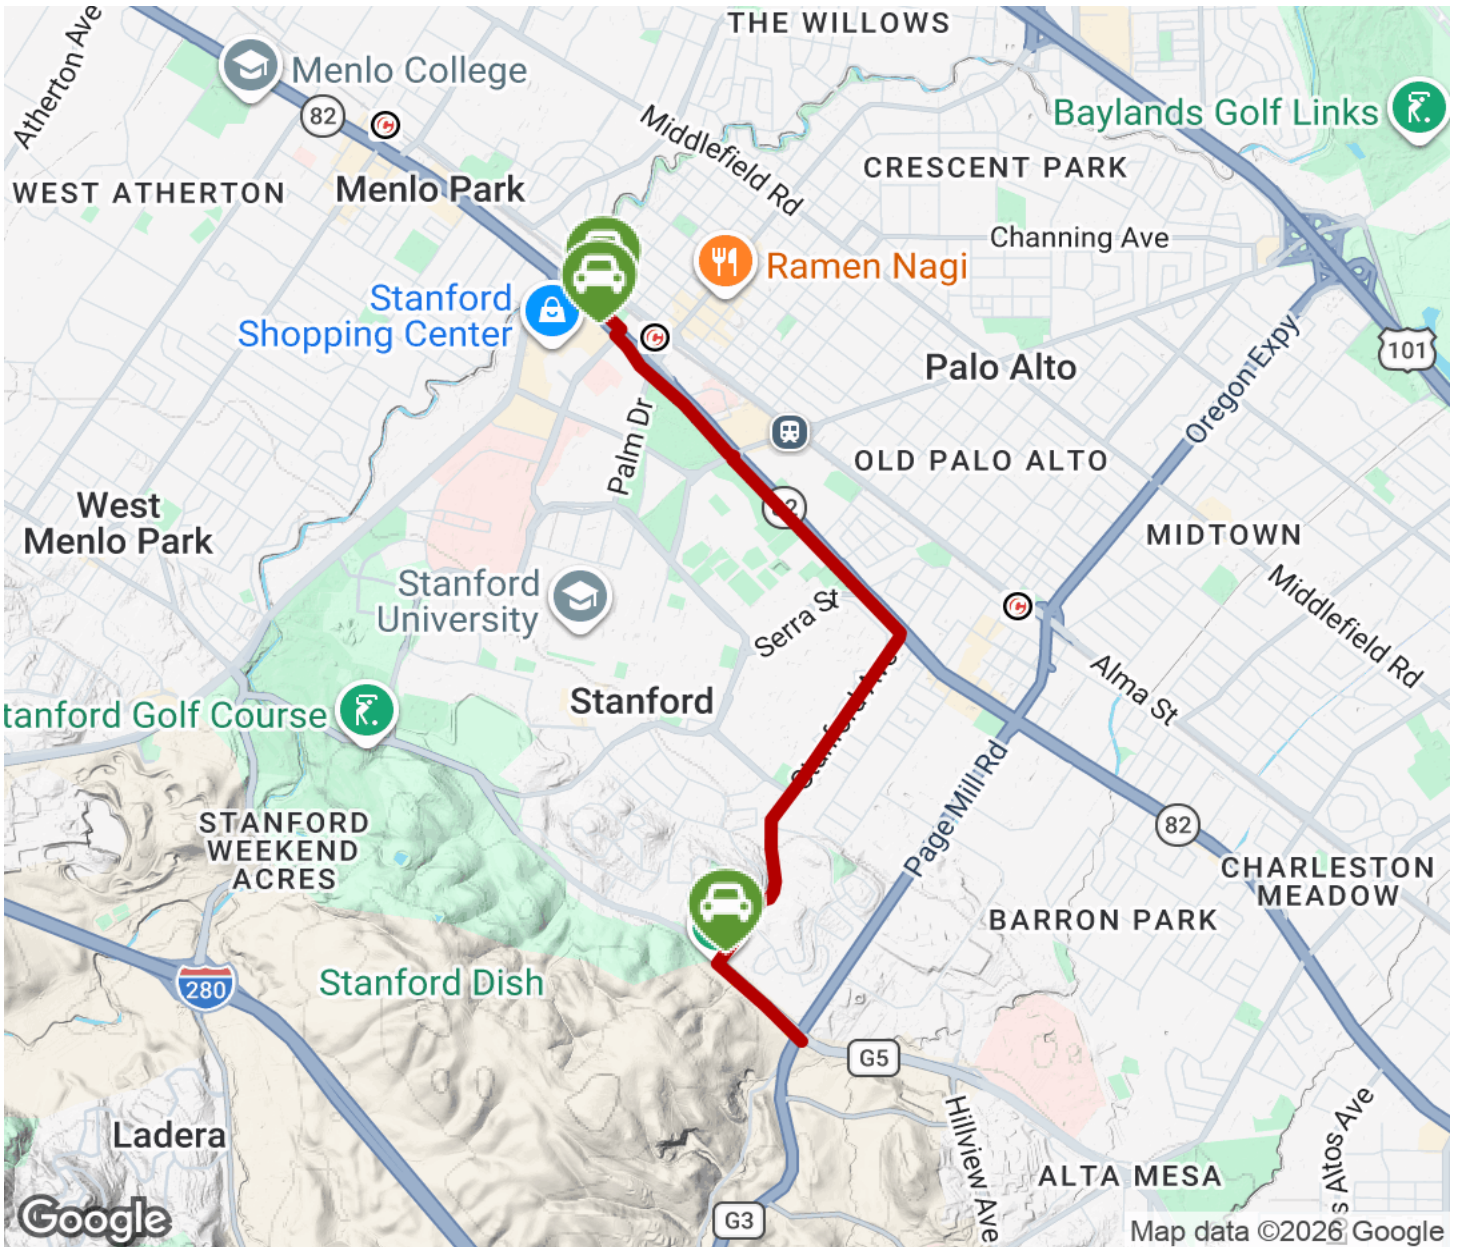 THE WILLOWS
Atherton Ave
Menlo College
82
Middlefield Rd
Baylands Golf Links
CRESCENT PARK
WEST ATHERTON
Menlo Park
Channing Ave
Ramen Nagi
Stanford
Shopping Center
101
Oregon Expy
Palo Alto
Palm Dr
OLD PALO ALTO
West
Menlo Park
MIDTOWN
Stanford
University
Serra St
Middlefield Rd
Alma St
Stanford
tanford Golf Course
Stanford Ave
Page Mill Rd
STANFORD
WEEKEND
ACRES
82
CHARLESTON
MEADOW
BARRON PARK
280
Stanford Dish
G5
Hillview Ave
Ladera
ALTA MESA
s Altos Ave
G3
Google
Map data ©2026 Google